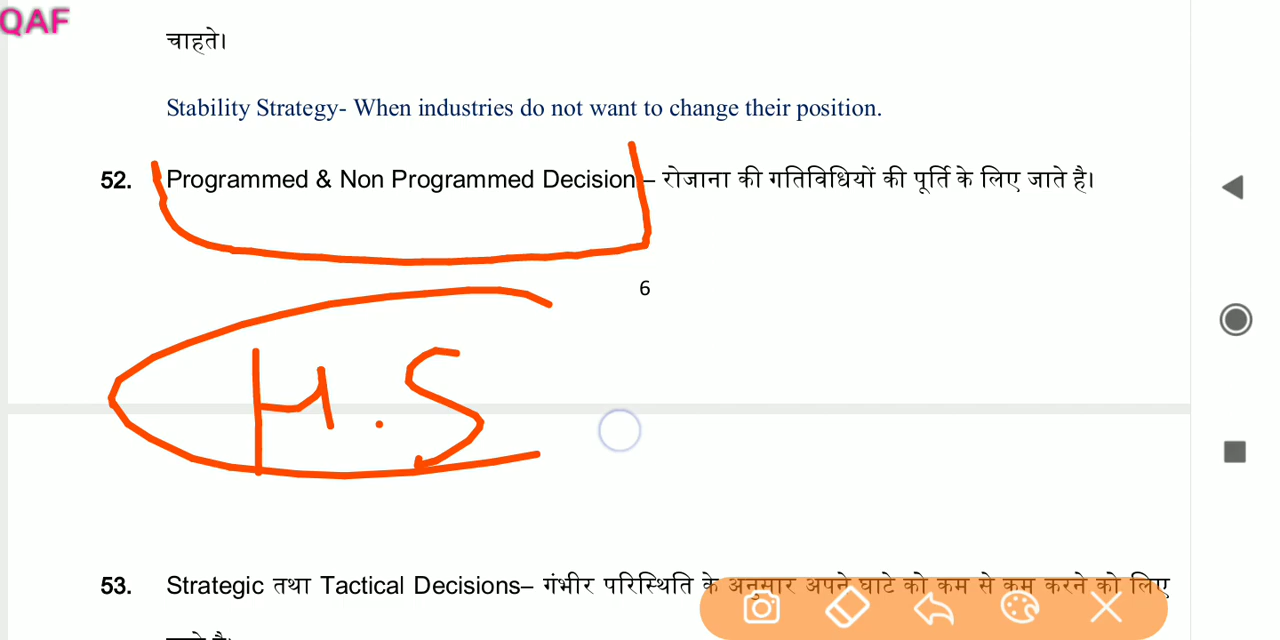 QAF
चाहते।
Stability Strategy- When industries do not want to change their position.
52. Programmed & Non Programmed Decision – रोजाना की गतिविधियों की पूर्ति के लिए जाते है।
6
H.S
53. Strategic तथा Tactical Decisions– गंभीर परिस्थिति के अनुसार अपने घाटे को कम से कम करने को लिए
जाते है।